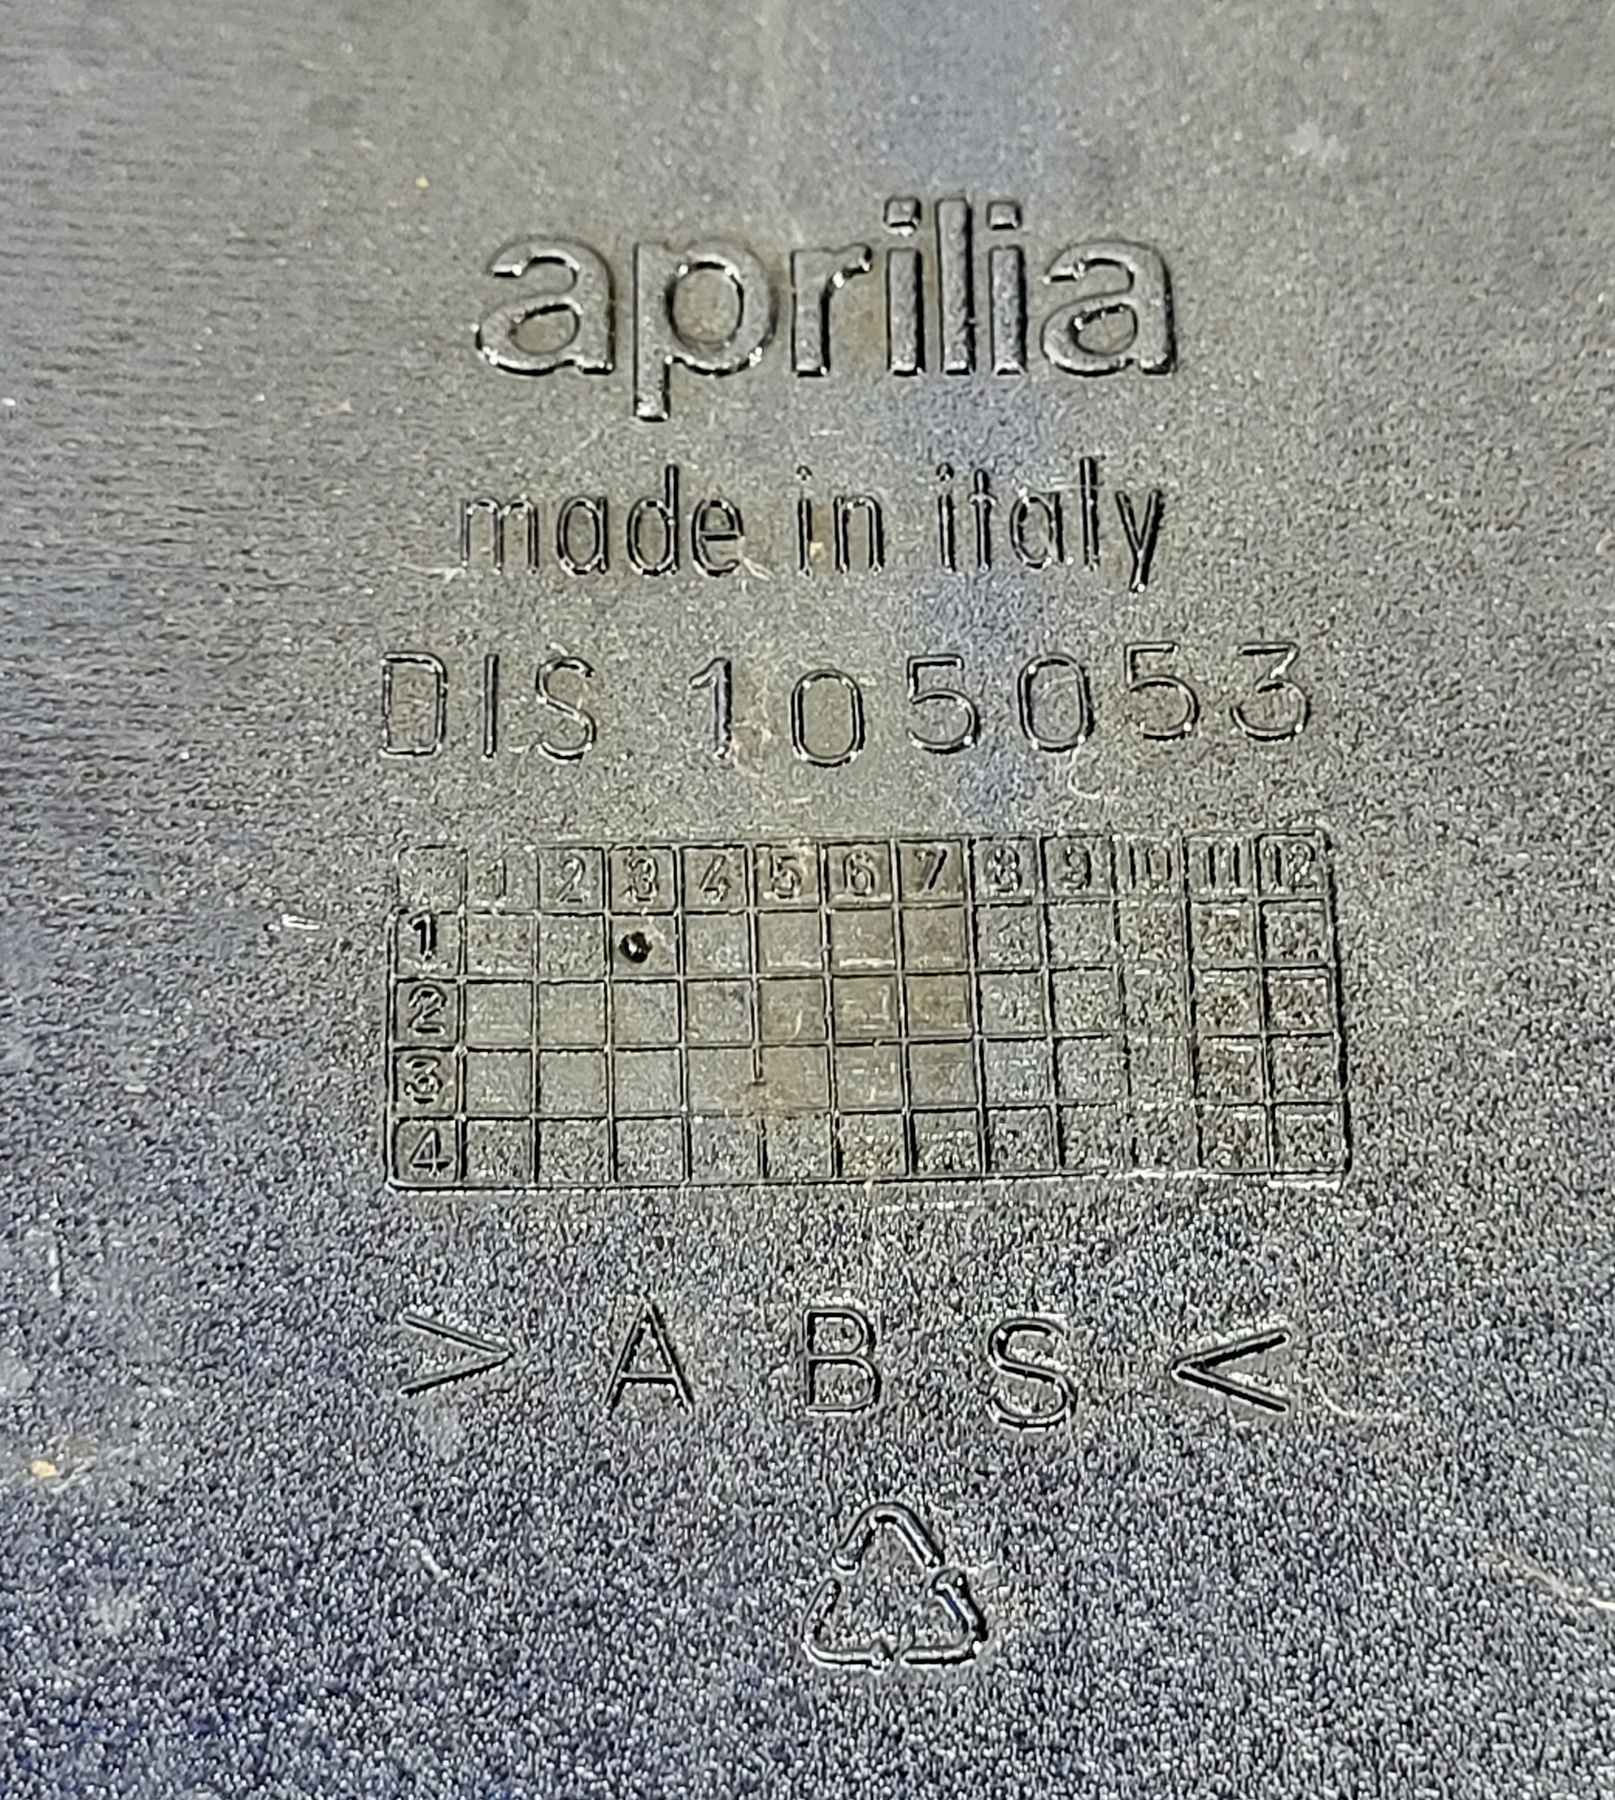 aprilia
made in italy
DIS 105053
1 2 3 4 5 6 7 8 9 10 11 12
1
2
3
4
> A B S <